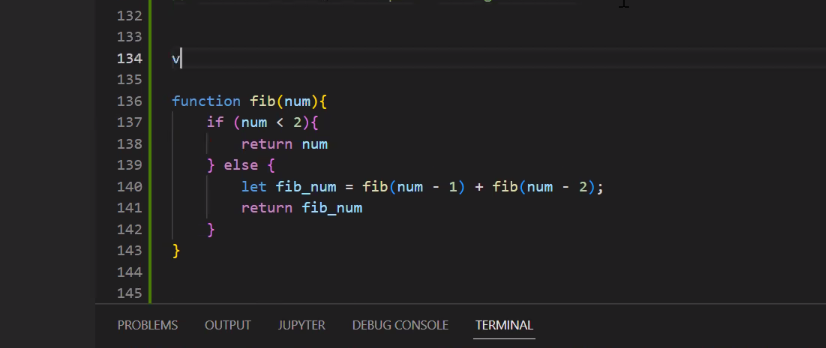 132
133
134 v
135
136 function fib(num){
137     if (num < 2){
138         return num
139     } else {
140         let fib_num = fib(num - 1) + fib(num - 2);
141         return fib_num
142     }
143 }
144
145
PROBLEMS OUTPUT JUPYTER DEBUG CONSOLE TERMINAL